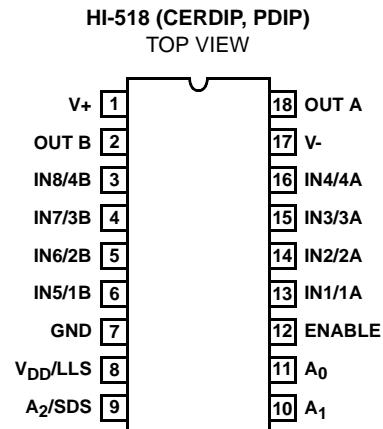 HI-518 (CERDIP, PDIP)
TOP VIEW
V+ 1 18 OUT A
OUT B 2 17 V-
IN8/4B 3 16 IN4/4A
IN7/3B 4 15 IN3/3A
IN6/2B 5 14 IN2/2A
IN5/1B 6 13 IN1/1A
GND 7 12 ENABLE
VDD/LLS 8 11 A0
A2/SDS 9 10 A1